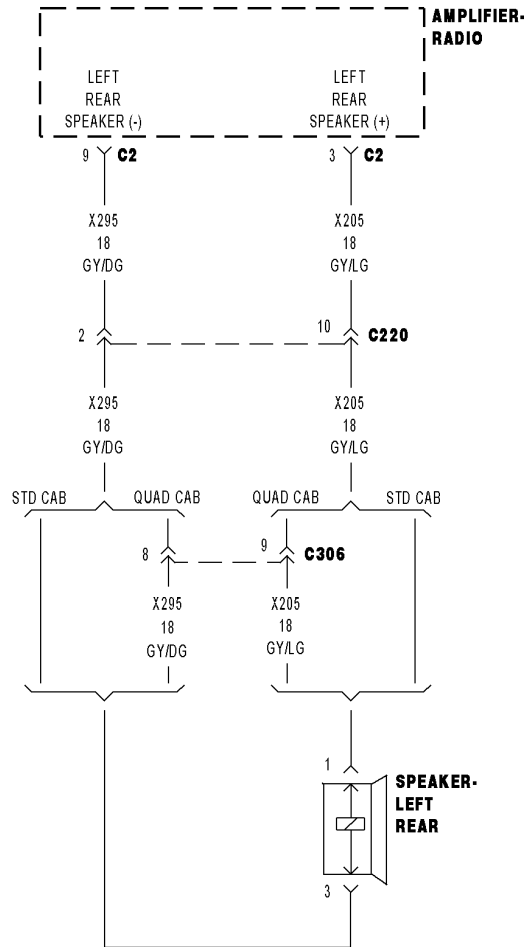 AMPLIFIER-
RADIO
LEFT
REAR
SPEAKER (-)
LEFT
REAR
SPEAKER (+)
9 C2
3 C2
X295
18
GY/DG
X205
18
GY/LG
2
10 C220
X295
18
GY/DG
X205
18
GY/LG
STD CAB QUAD CAB QUAD CAB STD CAB
8
9 C306
X295
18
GY/DG
X205
18
GY/LG
1
SPEAKER-
LEFT
REAR
3